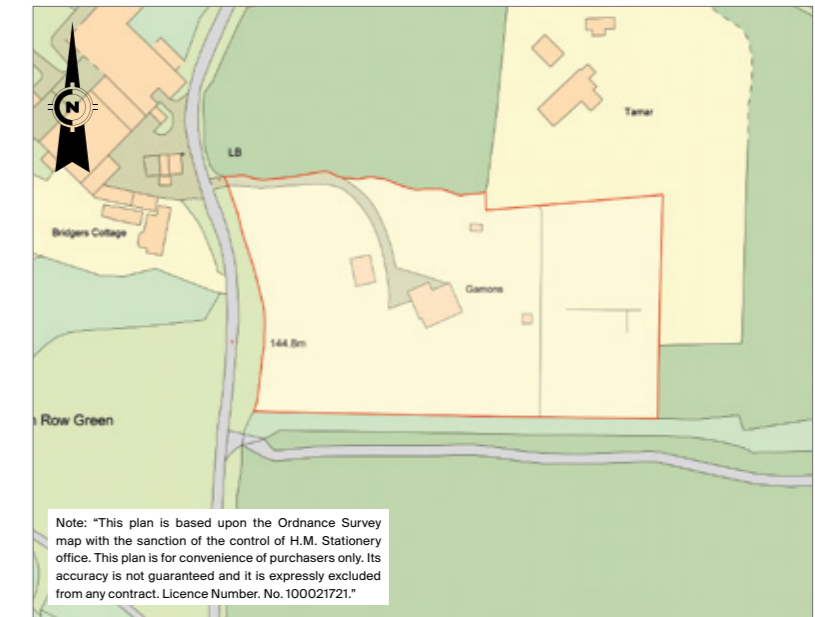 N
LB
Tamar
Bridgers Cottage
Gamons
144.8m
Row Green
Note: “This plan is based upon the Ordnance Survey
map with the sanction of the control of H.M. Stationery
office. This plan is for convenience of purchasers only. Its
accuracy is not guaranteed and it is expressly excluded
from any contract. Licence Number. No. 100021721.”